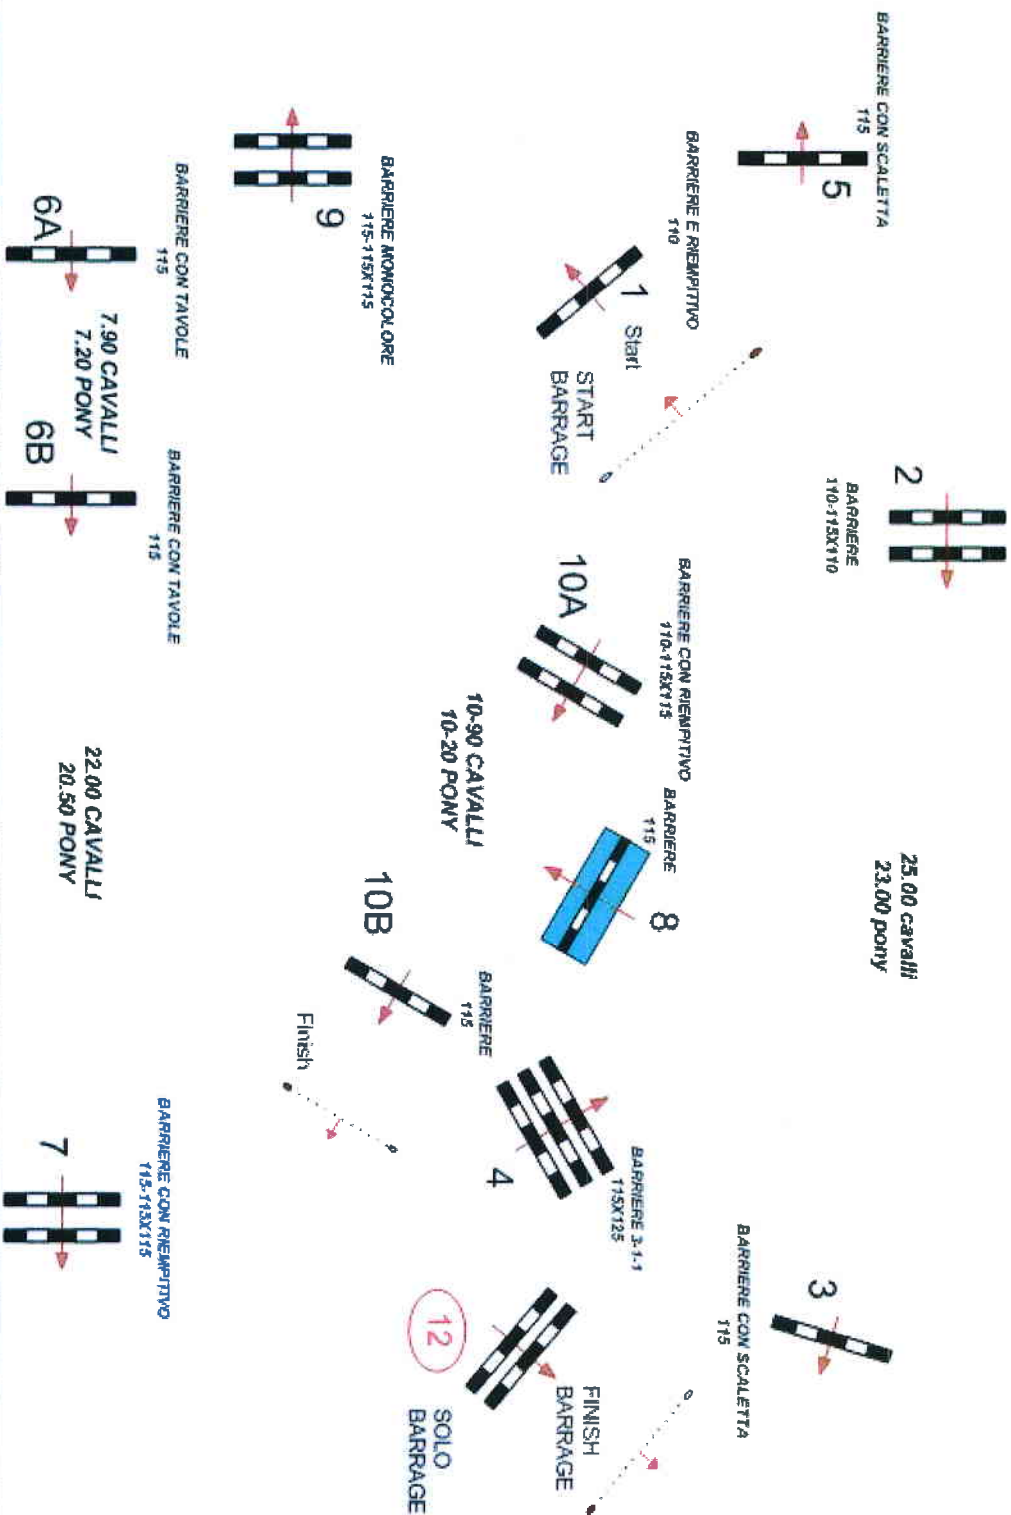 BARRIERE CON SCALETTA
115
5
BARRIERE E RIEMPITIVO
110
1
Start
START
BARRAGE
BARRIERE MONOCOLORE
115-115X115
9
BARRIERE CON TAVOLE
115
6A
7.90 CAVALLI
7.20 PONY
6B
BARRIERE CON TAVOLE
115
2
BARRIERE
110-115X110
BARRIERE CON RIEMPITIVO
110-115X115
10A
10-90 CAVALLI
10-20 PONY
BARRIERE
115
8
25.00 cavalli
23.00 pony
22.00 CAVALLI
20.50 PONY
10B
BARRIERE
115
Finish
4
BARRIERE 3-1-1
115X125
BARRIERE CON RIEMPITIVO
115-115X115
7
3
BARRIERE CON SCALETTA
115
12
SOLO
BARRAGE
FINISH
BARRAGE